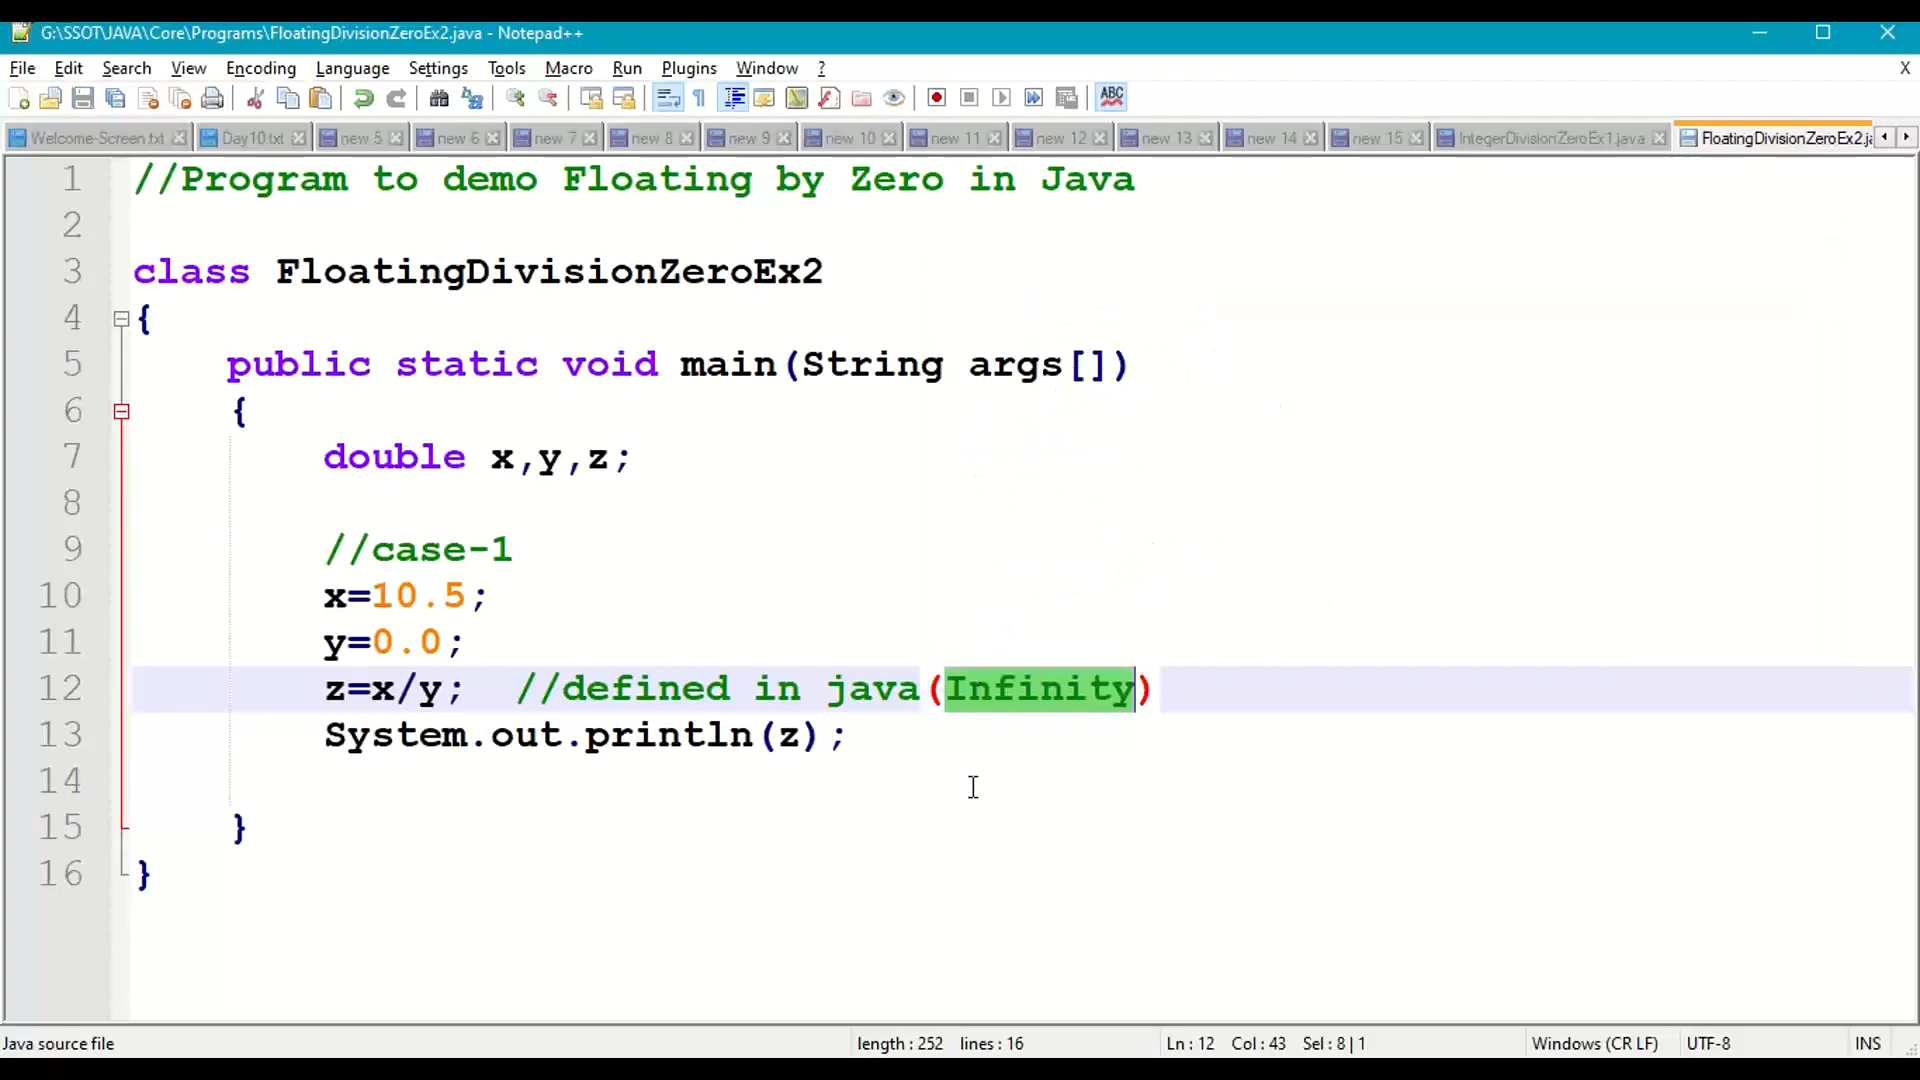 G:\SSOT\JAVA\Core\Programs\FloatingDivisionZeroEx2.java - Notepad++
File Edit Search View Encoding Language Settings Tools Macro Run Plugins Window ? X
ABC
Welcome-Screen.txt Day10.txt new 5 new 6 new 7 new 8 new 9 new 10 new 11 new 12 new 13 new 14 new 15 IntegerDivisionZeroEx1.java FloatingDivisionZeroEx2.ja
1 //Program to demo Floating by Zero in Java
2
3 class FloatingDivisionZeroEx2
4 {
5 public static void main(String args[])
6 {
7 double x,y,z;
8
9 //case-1
10 x=10.5;
11 y=0.0;
12 z=x/y; //defined in java(Infinity)
13 System.out.println(z);
14
15 }
16 }
Java source file length : 252 lines : 16 Ln : 12 Col : 43 Sel : 8 | 1 Windows (CR LF) UTF-8 INS